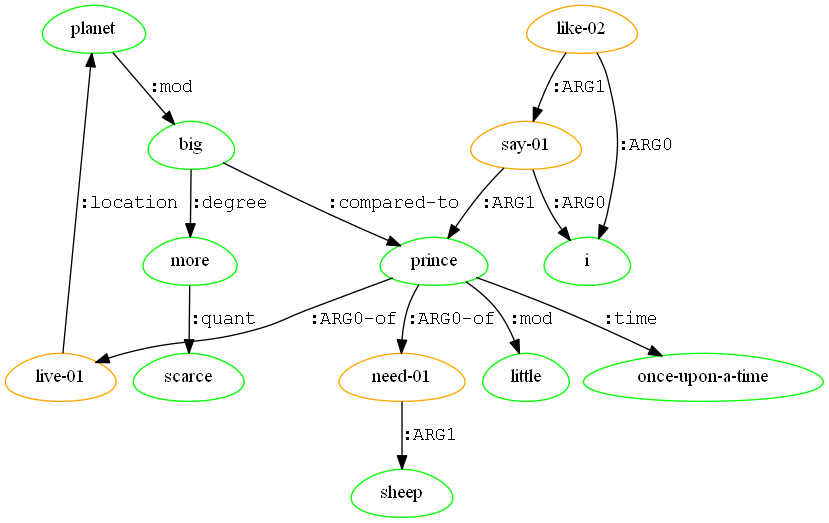 planet like-02
:mod :ARG1
big say-01 :ARG0
:location :degree :compared-to :ARG1 :ARG0
more prince i
:quant :ARG0-of :ARG0-of :mod :time
live-01 scarce need-01 little once-upon-a-time
:ARG1
sheep